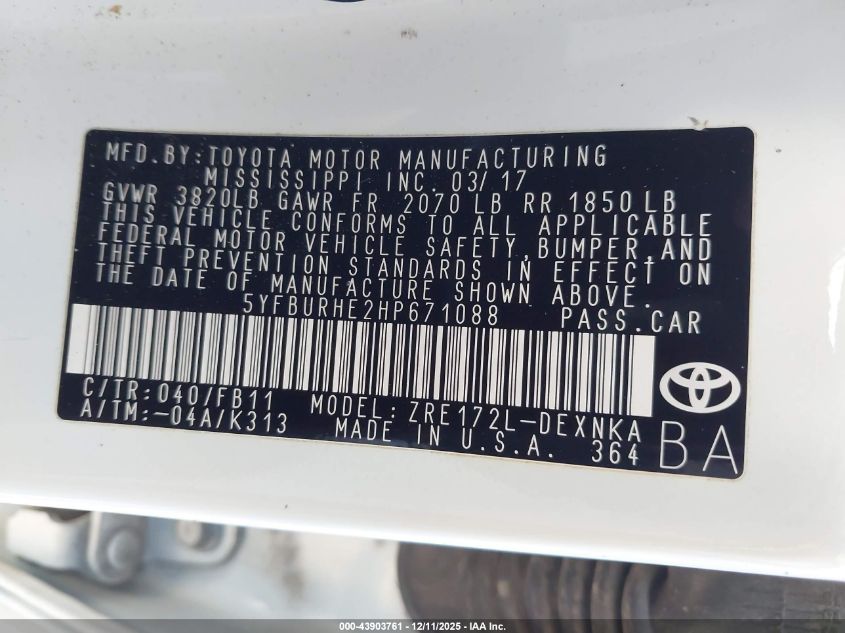 MFD.BY:TOYOTA MOTOR MANUFACTURING
MISSISSIPPI INC. 03/17
GVWR 3820LB GAWR FR 2070 LB RR 1850 LB
THIS VEHICLE CONFORMS TO ALL APPLICABLE
FEDERAL MOTOR VEHICLE SAFETY,BUMPER,AND
THEFT PREVENTION STANDARDS IN EFFECT ON
THE DATE OF MANUFACTURE SHOWN ABOVE.
5YFBURHE2HP671088 PASS.CAR
C/TR:040/FB11 MODEL:ZRE172L-DEXNKA
A/TM:-04A/K313 MADE IN U.S.A. 364
BA
000-43903761 - 12/11/2025 - IAA Inc.